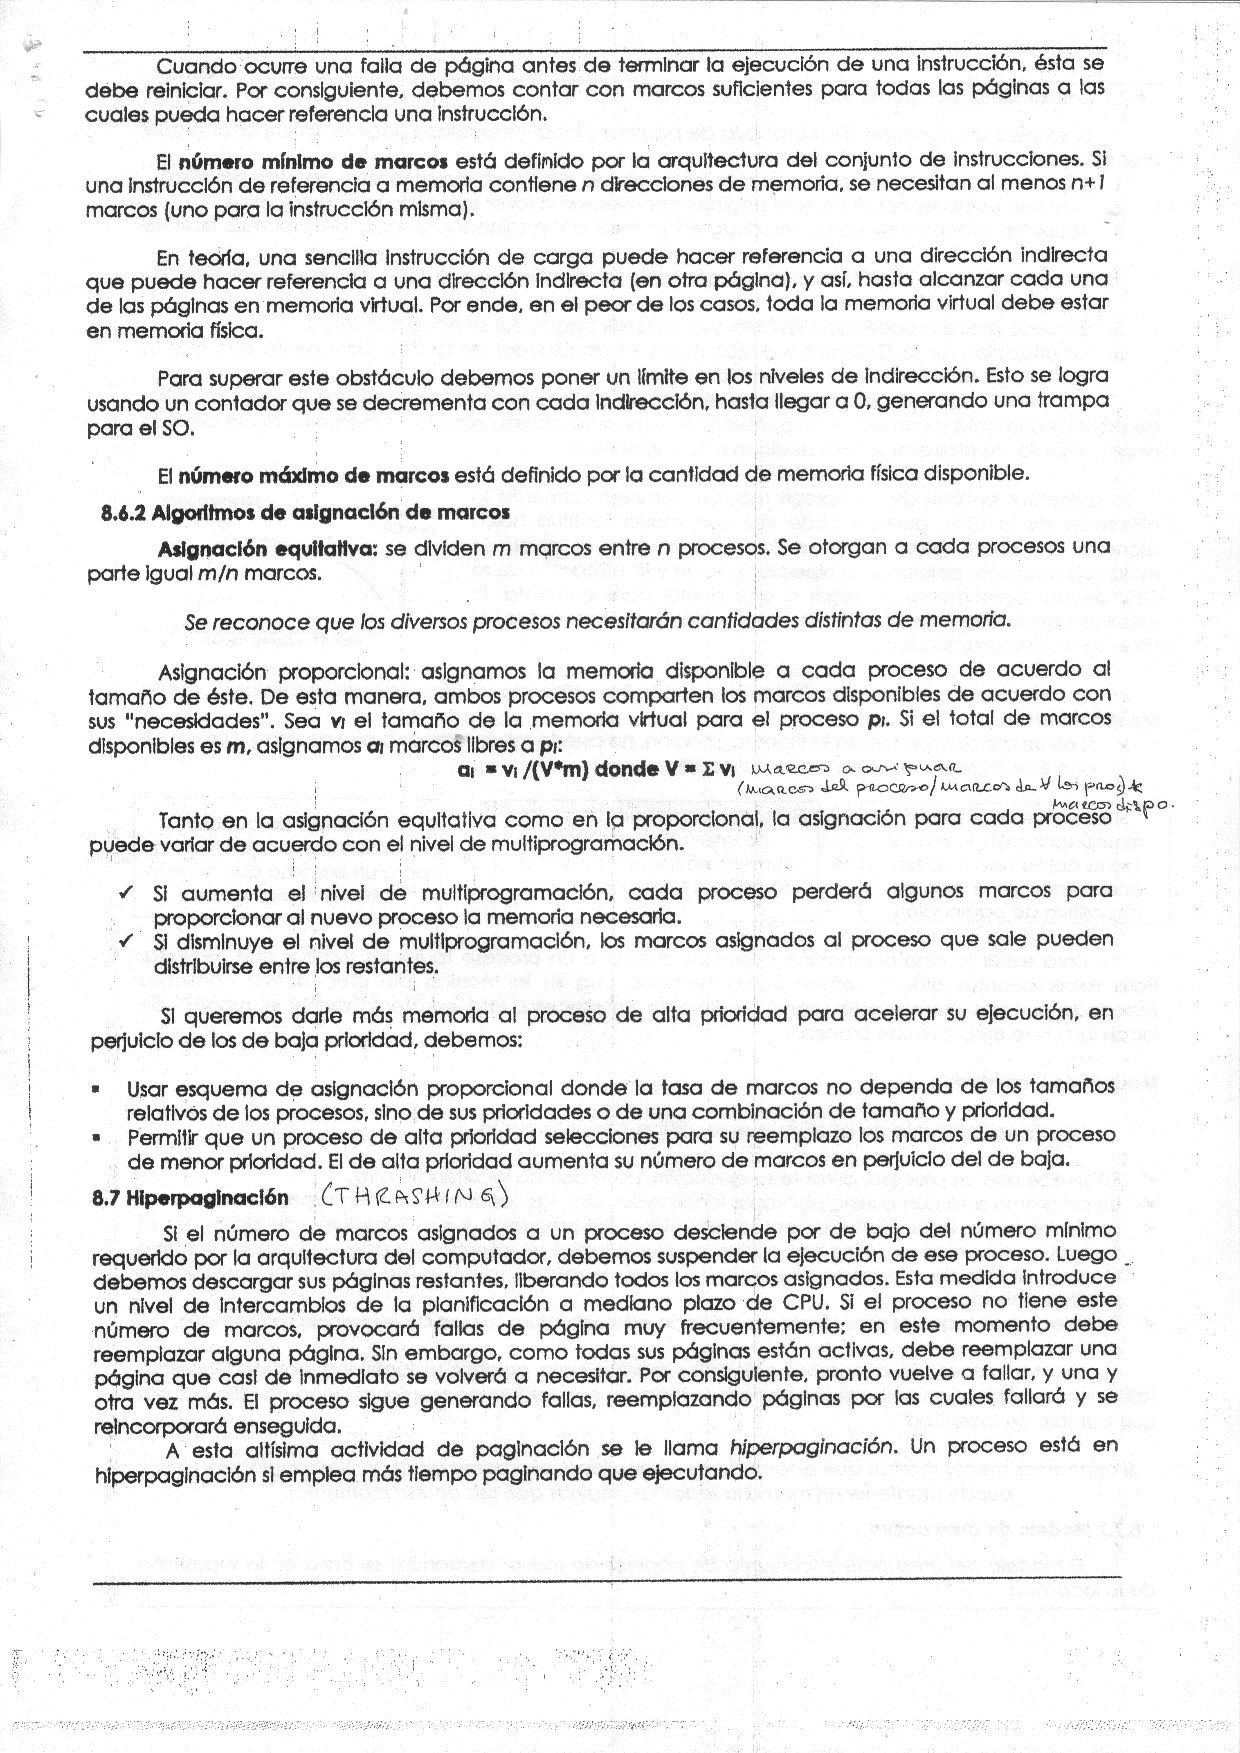 Cuando ocurre una falla de página antes de terminar la ejecución de una instrucción, ésta se
debe reiniciar. Por consiguiente, debemos contar con marcos suficientes para todas las páginas a las
cuales pueda hacer referencia una instrucción.
El número mínimo de marcos está definido por la arquitectura del conjunto de instrucciones. Si
una instrucción de referencia a memoria contiene n direcciones de memoria, se necesitan al menos n+1
marcos (uno para la instrucción misma).
En teoría, una sencilla instrucción de carga puede hacer referencia a una dirección indirecta
que puede hacer referencia a una dirección indirecta (en otra página), y así, hasta alcanzar cada una
de las páginas en memoria virtual. Por ende, en el peor de los casos, toda la memoria virtual debe estar
en memoria física.
Para superar este obstáculo debemos poner un límite en los niveles de indirección. Esto se logra
usando un contador que se decrementa con cada indirección, hasta llegar a 0, generando una trampa
para el SO.
El número máximo de marcos está definido por la cantidad de memoria física disponible.
8.6.2 Algoritmos de asignación de marcos
Asignación equitativa: se dividen m marcos entre n procesos. Se otorgan a cada procesos una
parte igual m/n marcos.
Se reconoce que los diversos procesos necesitarán cantidades distintas de memoria.
Asignación proporcional: asignamos la memoria disponible a cada proceso de acuerdo al
tamaño de éste. De esta manera, ambos procesos comparten los marcos disponibles de acuerdo con
sus "necesidades". Sea vi el tamaño de la memoria virtual para el proceso pi. Si el total de marcos
disponibles es m, asignamos ai marcos libres a pi:
ai = vi /(V*m) donde V = Σ vi marcos a asignar
(marcos del proceso/marcos de ∀ los proc) *
marcos dispo.
Tanto en la asignación equitativa como en la proporcional, la asignación para cada proceso
puede variar de acuerdo con el nivel de multiprogramación.
✓ Si aumenta el nivel de multiprogramación, cada proceso perderá algunos marcos para
proporcionar al nuevo proceso la memoria necesaria.
✓ Si disminuye el nivel de multiprogramación, los marcos asignados al proceso que sale pueden
distribuirse entre los restantes.
Si queremos darle más memoria al proceso de alta prioridad para acelerar su ejecución, en
perjuicio de los de baja prioridad, debemos:
▪ Usar esquema de asignación proporcional donde la tasa de marcos no dependa de los tamaños
relativos de los procesos, sino de sus prioridades o de una combinación de tamaño y prioridad.
▪ Permitir que un proceso de alta prioridad selecciones para su reemplazo los marcos de un proceso
de menor prioridad. El de alta prioridad aumenta su número de marcos en perjuicio del de baja.
8.7 Hiperpaginación (THRASHING)
Si el número de marcos asignados a un proceso desciende por de bajo del número mínimo
requerido por la arquitectura del computador, debemos suspender la ejecución de ese proceso. Luego
debemos descargar sus páginas restantes, liberando todos los marcos asignados. Esta medida introduce
un nivel de intercambios de la planificación a mediano plazo de CPU. Si el proceso no tiene este
número de marcos, provocará fallas de página muy frecuentemente; en este momento debe
reemplazar alguna página. Sin embargo, como todas sus páginas están activas, debe reemplazar una
página que casi de inmediato se volverá a necesitar. Por consiguiente, pronto vuelve a fallar, y una y
otra vez más. El proceso sigue generando fallas, reemplazando páginas por las cuales fallará y se
reincorporará enseguida.
A esta altísima actividad de paginación se le llama hiperpaginación. Un proceso está en
hiperpaginación si emplea más tiempo paginando que ejecutando.